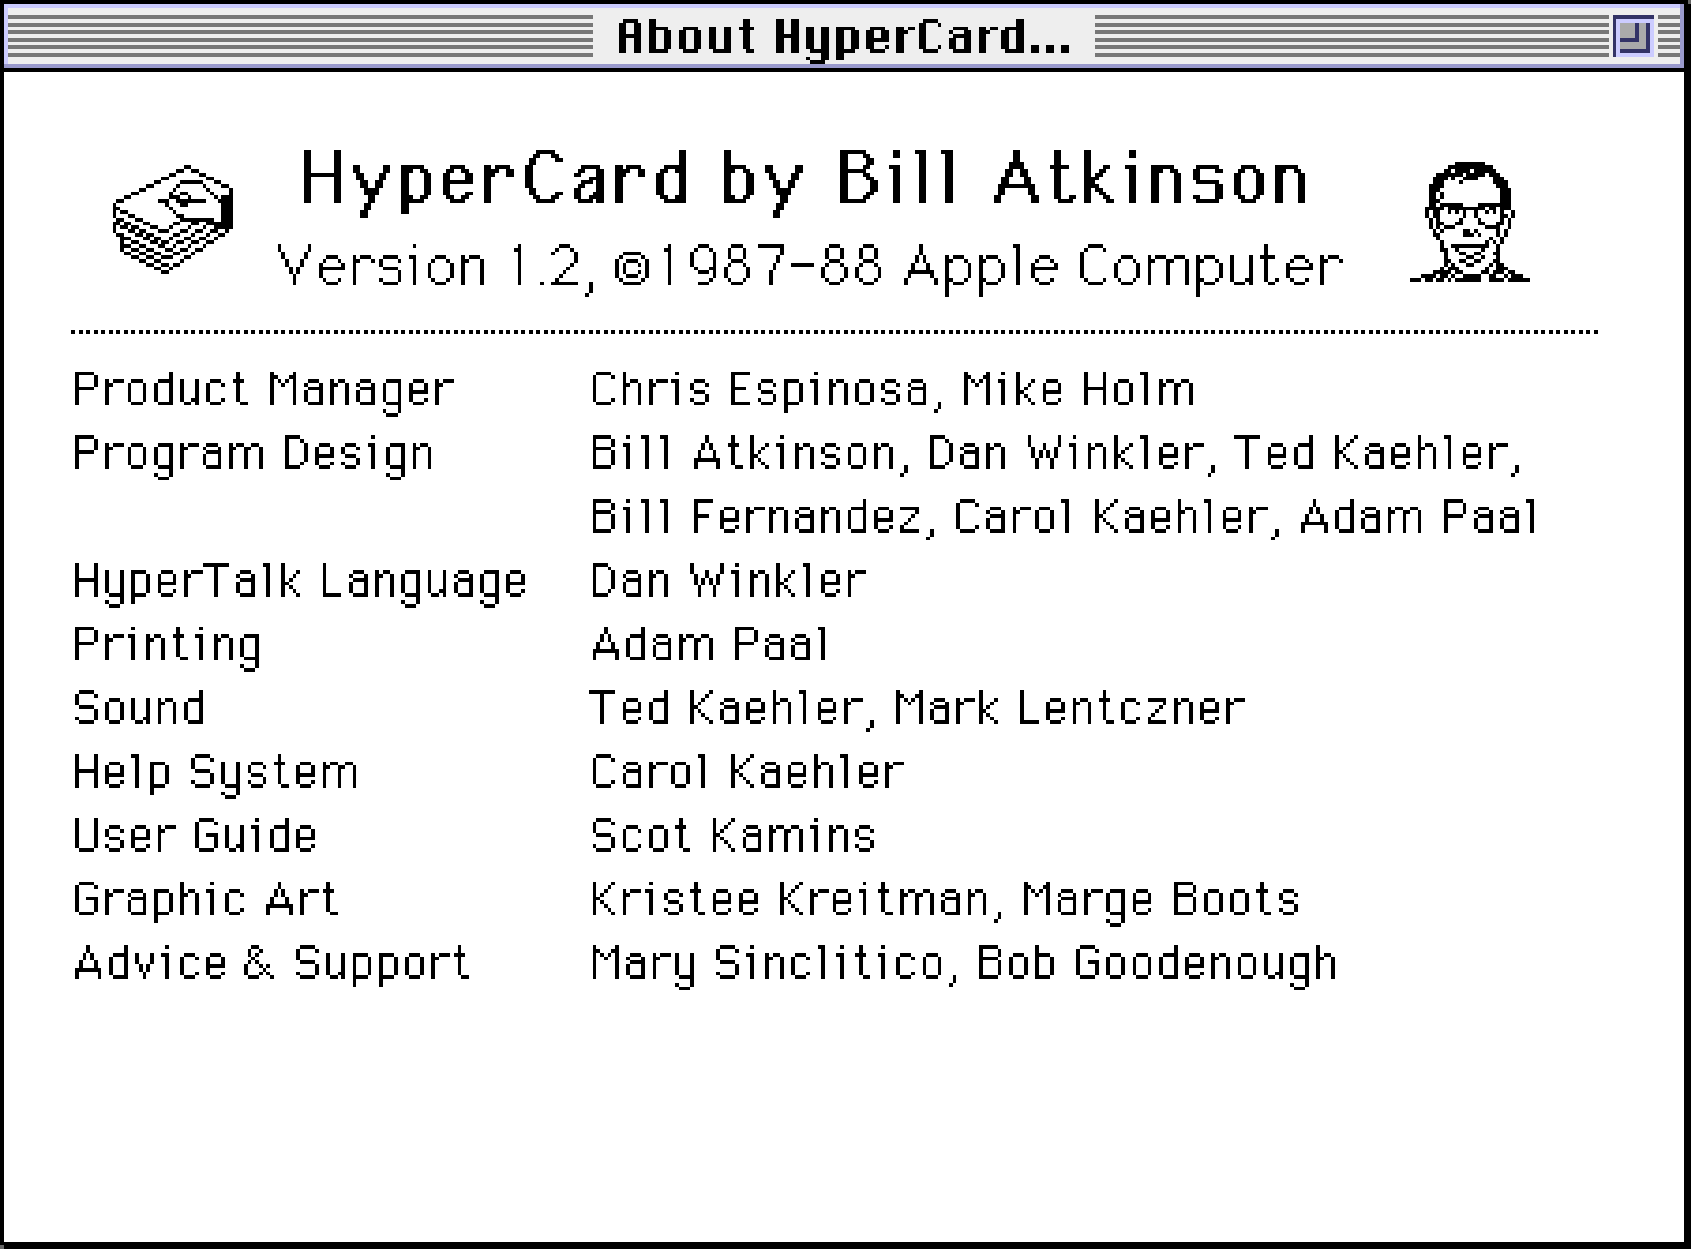 About HyperCard...
HyperCard by Bill Atkinson
Version 1.2, ©1987-88 Apple Computer
Product Manager Chris Espinosa, Mike Holm
Program Design Bill Atkinson, Dan Winkler, Ted Kaehler,
Bill Fernandez, Carol Kaehler, Adam Paal
HyperTalk Language Dan Winkler
Printing Adam Paal
Sound Ted Kaehler, Mark Lentczner
Help System Carol Kaehler
User Guide Scot Kamins
Graphic Art Kristee Kreitman, Marge Boots
Advice & Support Mary Sinclitico, Bob Goodenough